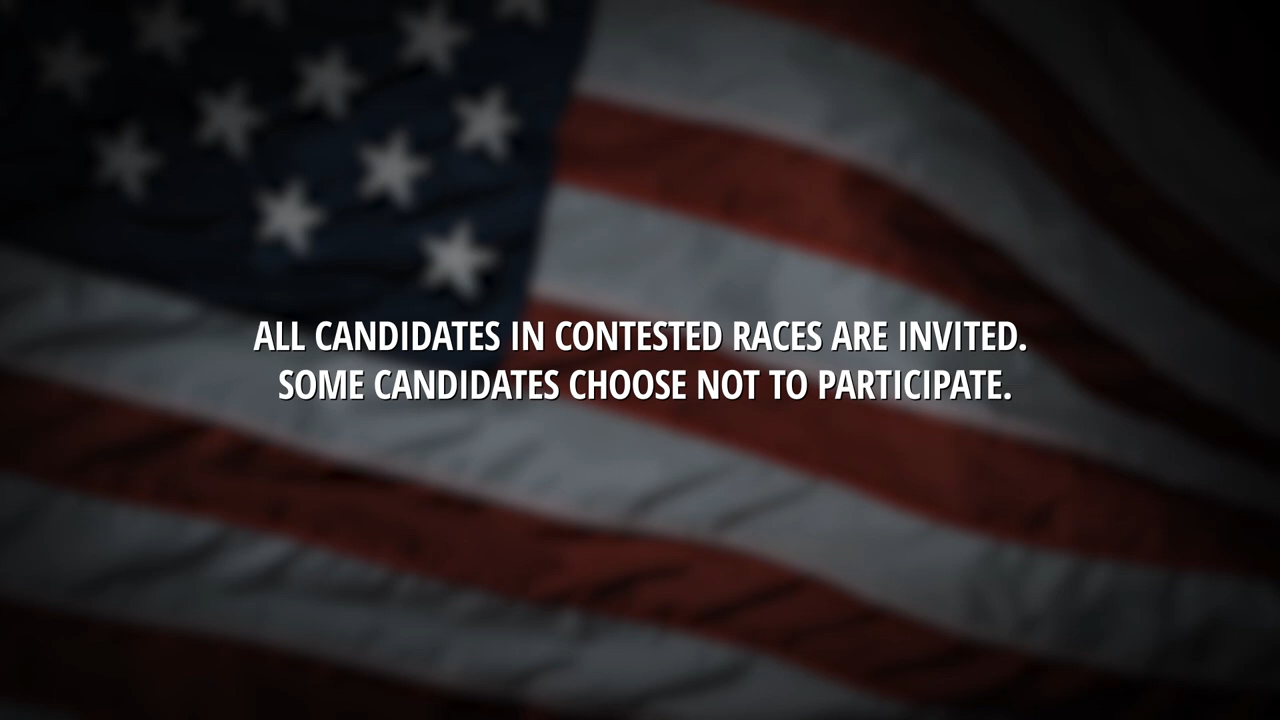 ALL CANDIDATES IN CONTESTED RACES ARE INVITED.
SOME CANDIDATES CHOOSE NOT TO PARTICIPATE.